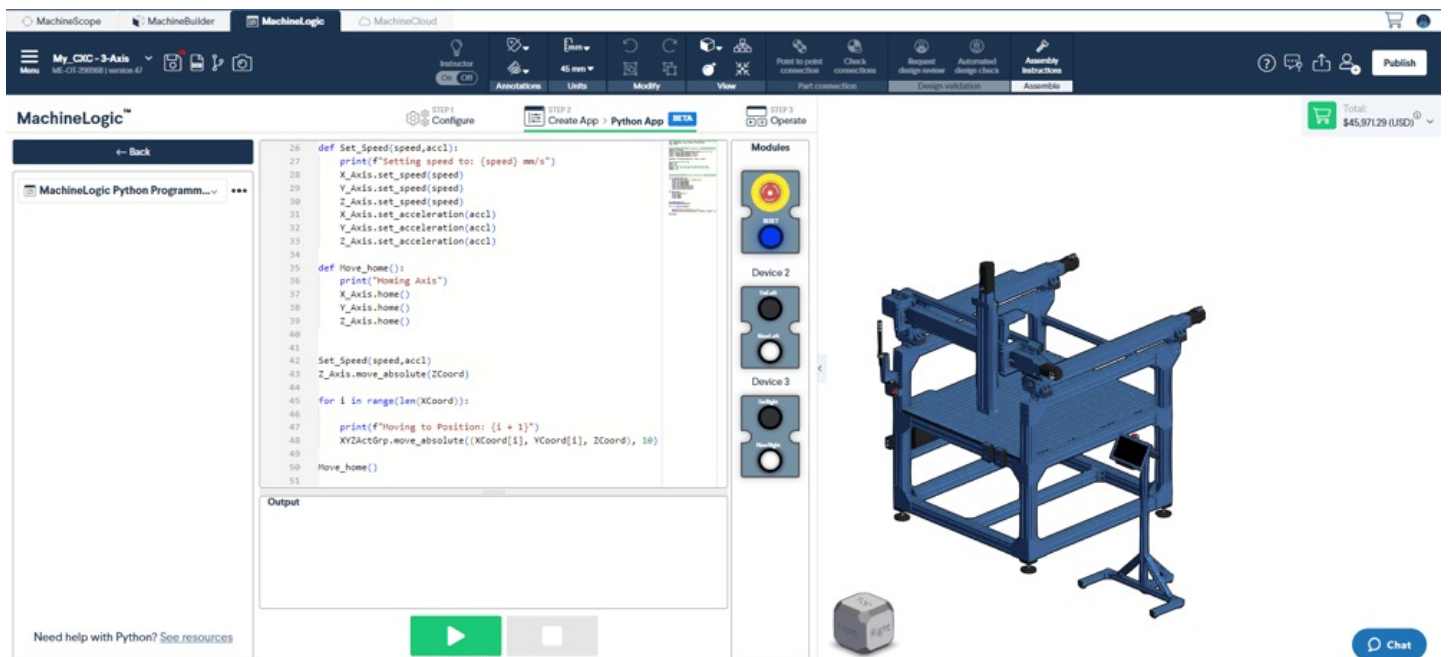 MachineScope
MachineBuilder
MachineLogic
MachineCloud
Menu
My_CXC - 3-Axis
version 47
Instructor
On Off
Annotations
mm
45 mm
Units
Modify
View
Point to point connection
Check connections
Part connection
Request design review
Automated design check
Design validation
Assembly Instructions
Assemble
Publish
MachineLogic™
STEP 1
Configure
STEP 2
Create App > Python App BETA
STEP 3
Operate
Total:
$45,971.29 (USD)
← Back
MachineLogic Python Programm...
26 def Set_Speed(speed,accl):
27 print(f"Setting speed to: {speed} mm/s")
28 X_Axis.set_speed(speed)
29 Y_Axis.set_speed(speed)
30 Z_Axis.set_speed(speed)
31 X_Axis.set_acceleration(accl)
32 Y_Axis.set_acceleration(accl)
33 Z_Axis.set_acceleration(accl)
34
35 def Move_home():
36 print("Homing Axis")
37 X_Axis.home()
38 Y_Axis.home()
39 Z_Axis.home()
40
41
42 Set_Speed(speed,accl)
43 Z_Axis.move_absolute(ZCoord)
44
45 for i in range(len(XCoord)):
46
47 print(f"Moving to Position: {i + 1}")
48 XYZActGrp.move_absolute((XCoord[i], YCoord[i], ZCoord), 10)
49
50 Move_home()
51
Modules
RESET
Device 2
Device 3
Output
Need help with Python? See resources
Right
Chat